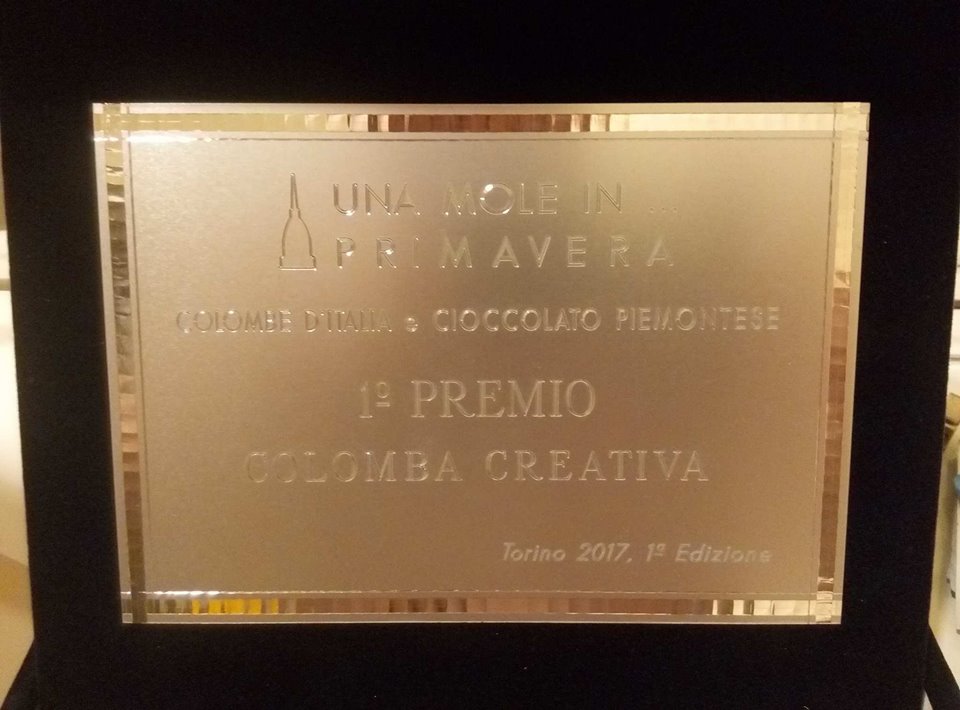 UNA MOLE IN ...
PRIMAVERA
COLOMBE D'ITALIA e CIOCCOLATO PIEMONTESE
1º PREMIO
COLOMBA CREATIVA
Torino 2017, 1ª Edizione